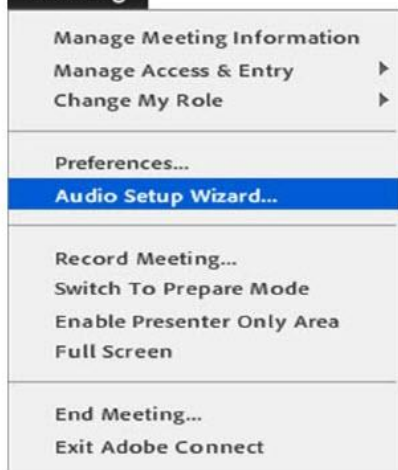 Manage Meeting Information
Manage Access & Entry
Change My Role
Preferences...
Audio Setup Wizard...
Record Meeting...
Switch To Prepare Mode
Enable Presenter Only Area
Full Screen
End Meeting...
Exit Adobe Connect